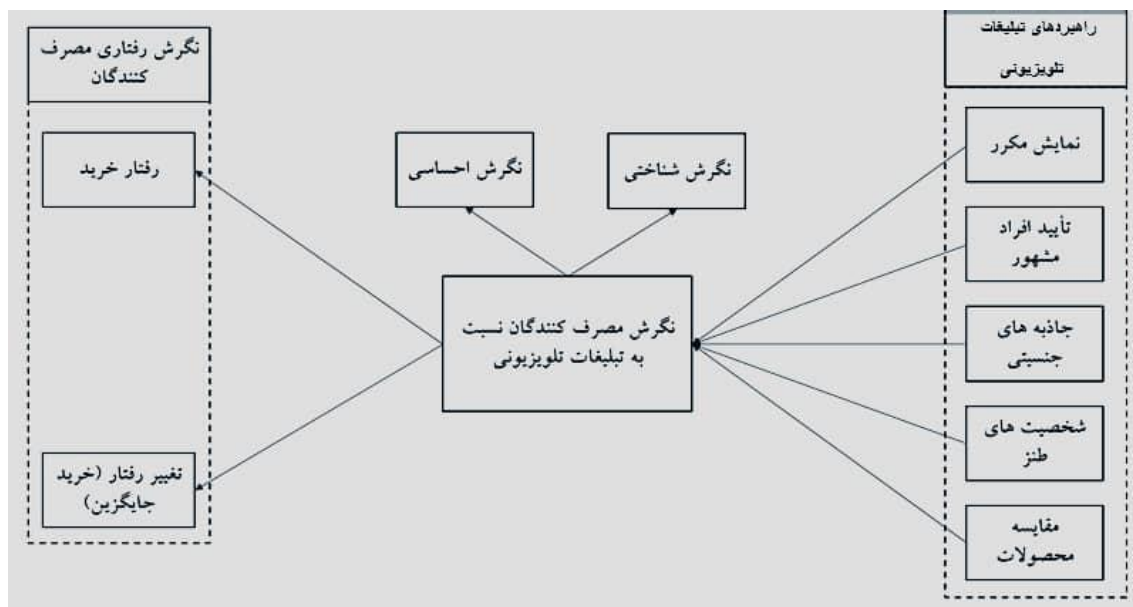 راهبردهای تبلیغات
تلویزیونی
نمایش مکرر
تأیید افراد
مشهور
جاذبه های
جنسیتی
شخصیت های
طنز
مقایسه
محصولات
نگرش شناختی
نگرش احساسی
نگرش مصرف کنندگان نسبت
به تبلیغات تلویزیونی
نگرش رفتاری مصرف
کنندگان
رفتار خرید
تغییر رفتار (خرید
جایگزین)